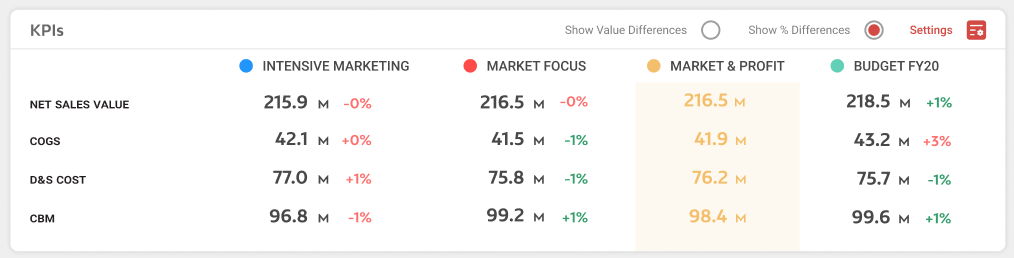 KPIs Show Value Differences Show % Differences Settings
INTENSIVE MARKETING MARKET FOCUS MARKET & PROFIT BUDGET FY20
NET SALES VALUE 215.9 M -0% 216.5 M -0% 216.5 M 218.5 M +1%
COGS 42.1 M +0% 41.5 M -1% 41.9 M 43.2 M +3%
D&S COST 77.0 M +1% 75.8 M -1% 76.2 M 75.7 M -1%
CBM 96.8 M -1% 99.2 M +1% 98.4 M 99.6 M +1%